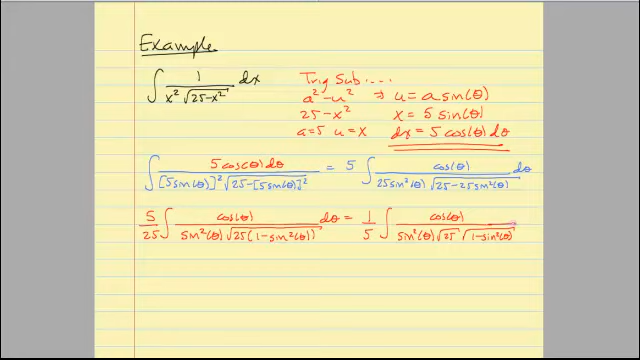 Example
∫ 1 / (x² √(25-x²)) dx
Trig Sub ....
a² - u² ⇒ u = a sin(θ)
25 - x² x = 5 sin(θ)
a=5 u=x dx = 5 cos(θ) dθ
∫ 5cos(θ)dθ / ([5sin(θ)]² √(25-[5sin(θ)]²)) = 5 ∫ cos(θ) / (25sin²(θ) √(25-25sin²(θ))) dθ
5/25 ∫ cos(θ) / (sin²(θ) √(25(1-sin²(θ)))) dθ = 1/5 ∫ cos(θ) / (sin²(θ) √25 √(1-sin²(θ)))